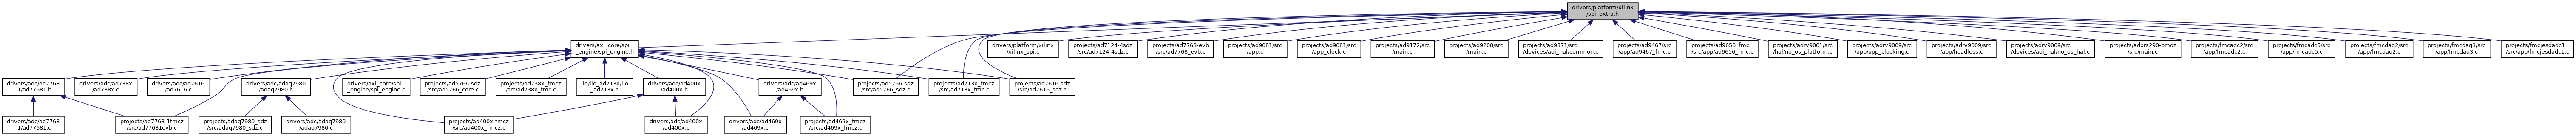 drivers/platform/xilinx
/spi_extra.h
drivers/axi_core/spi
_engine/spi_engine.h
drivers/platform/xilinx
/xilinx_spi.c
projects/ad7124-4sdz
/src/ad7124-4sdz.c
projects/ad7768-evb
/src/ad7768_evb.c
projects/ad9081/src
/app.c
projects/ad9081/src
/app_clock.c
projects/ad9172/src
/main.c
projects/ad9208/src
/main.c
projects/ad9371/src
/devices/adi_hal/common.c
projects/ad9467/src
/app/ad9467_fmc.c
projects/ad9656_fmc
/src/app/ad9656_fmc.c
projects/adrv9001/src
/hal/no_os_platform.c
projects/adrv9009/src
/app/app_clocking.c
projects/adrv9009/src
/app/headless.c
projects/adrv9009/src
/devices/adi_hal/no_os_hal.c
projects/adxrs290-pmdz
/src/main.c
projects/fmcadc2/src
/app/fmcadc2.c
projects/fmcadc5/src
/app/fmcadc5.c
projects/fmcdaq2/src
/app/fmcdaq2.c
projects/fmcdaq3/src
/app/fmcdaq3.c
projects/fmcjesdadc1
/src/app/fmcjesdadc1.c
drivers/adc/ad7768
-1/ad77681.h
drivers/adc/ad738x
/ad738x.c
drivers/adc/ad7616
/ad7616.c
drivers/adc/adaq7980
/adaq7980.h
drivers/axi_core/spi
_engine/spi_engine.c
projects/ad5766-sdz
/src/ad5766_core.c
projects/ad738x_fmcz
/src/ad738x_fmc.c
iio/iio_ad713x/iio
_ad713x.c
drivers/adc/ad400x
/ad400x.h
drivers/adc/ad469x
/ad469x.h
projects/ad5766-sdz
/src/ad5766_sdz.c
projects/ad713x_fmcz
/src/ad713x_fmc.c
projects/ad7616-sdz
/src/ad7616_sdz.c
drivers/adc/ad7768
-1/ad77681.c
projects/ad7768-1fmcz
/src/ad77681evb.c
projects/adaq7980_sdz
/src/adaq7980_sdz.c
drivers/adc/adaq7980
/adaq7980.c
projects/ad400x-fmcz
/src/ad400x_fmcz.c
drivers/adc/ad400x
/ad400x.c
drivers/adc/ad469x
/ad469x.c
projects/ad469x_fmcz
/src/ad469x_fmcz.c